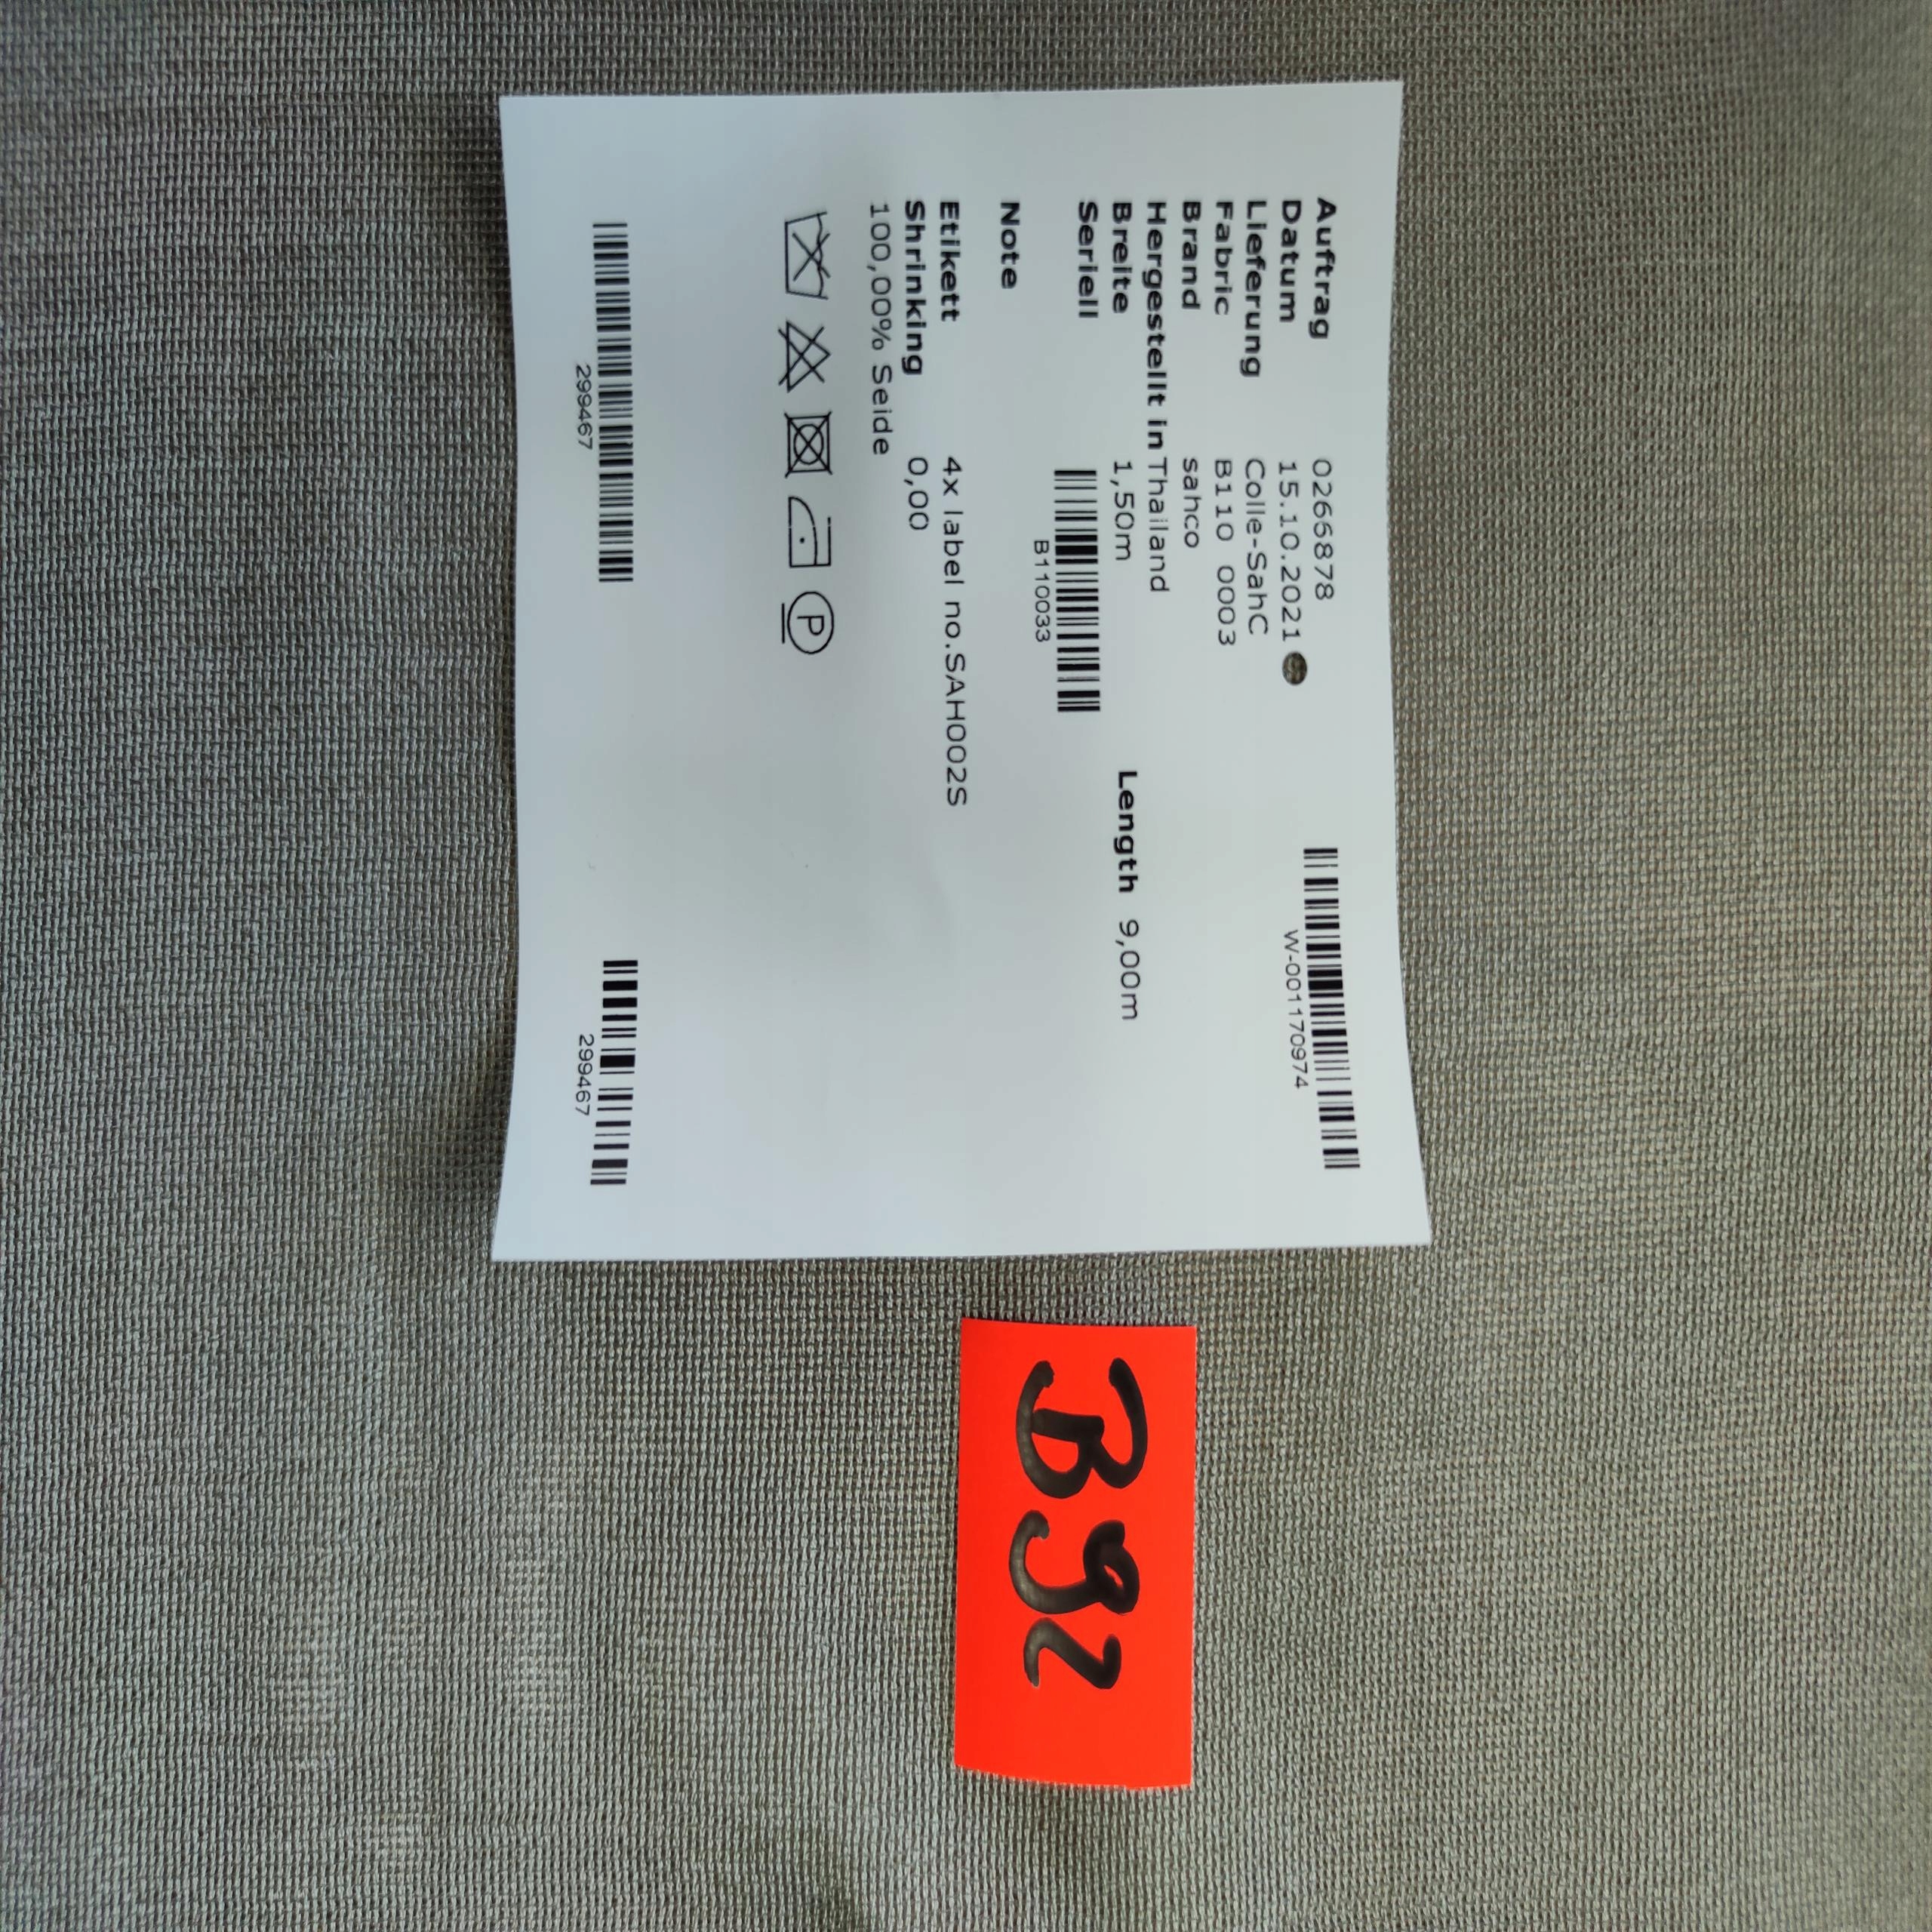 Auftrag 0266878
W-001170974
Datum 15.10.2021
Lieferung Colle-SahC
Fabric B110 0003
Brand sahco
Hergestellt in Thailand
Breite 1,50m Length 9,00m
Seriell
B110033
Note
Etikett 4x label no.SAH002S
Shrinking 0,00
100,00% Seide
P
299467 299467
B92